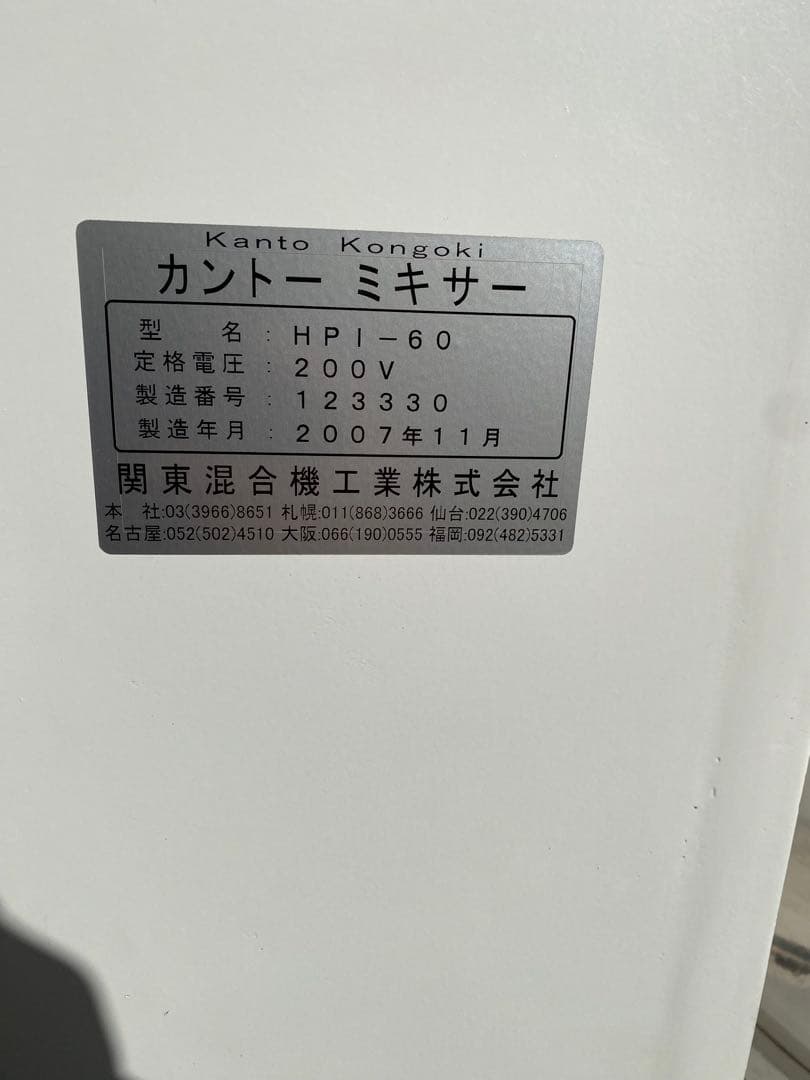 Kanto Kongoki
カントー ミキサー
型 名 : HPI-60
定格電圧 : 200V
製造番号 : 123330
製造年月 : 2007年11月
関東混合機工業株式会社
本 社:03(3966)8651 札幌:011(868)3666 仙台:022(390)4706
名古屋:052(502)4510 大阪:066(190)0555 福岡:092(482)5331